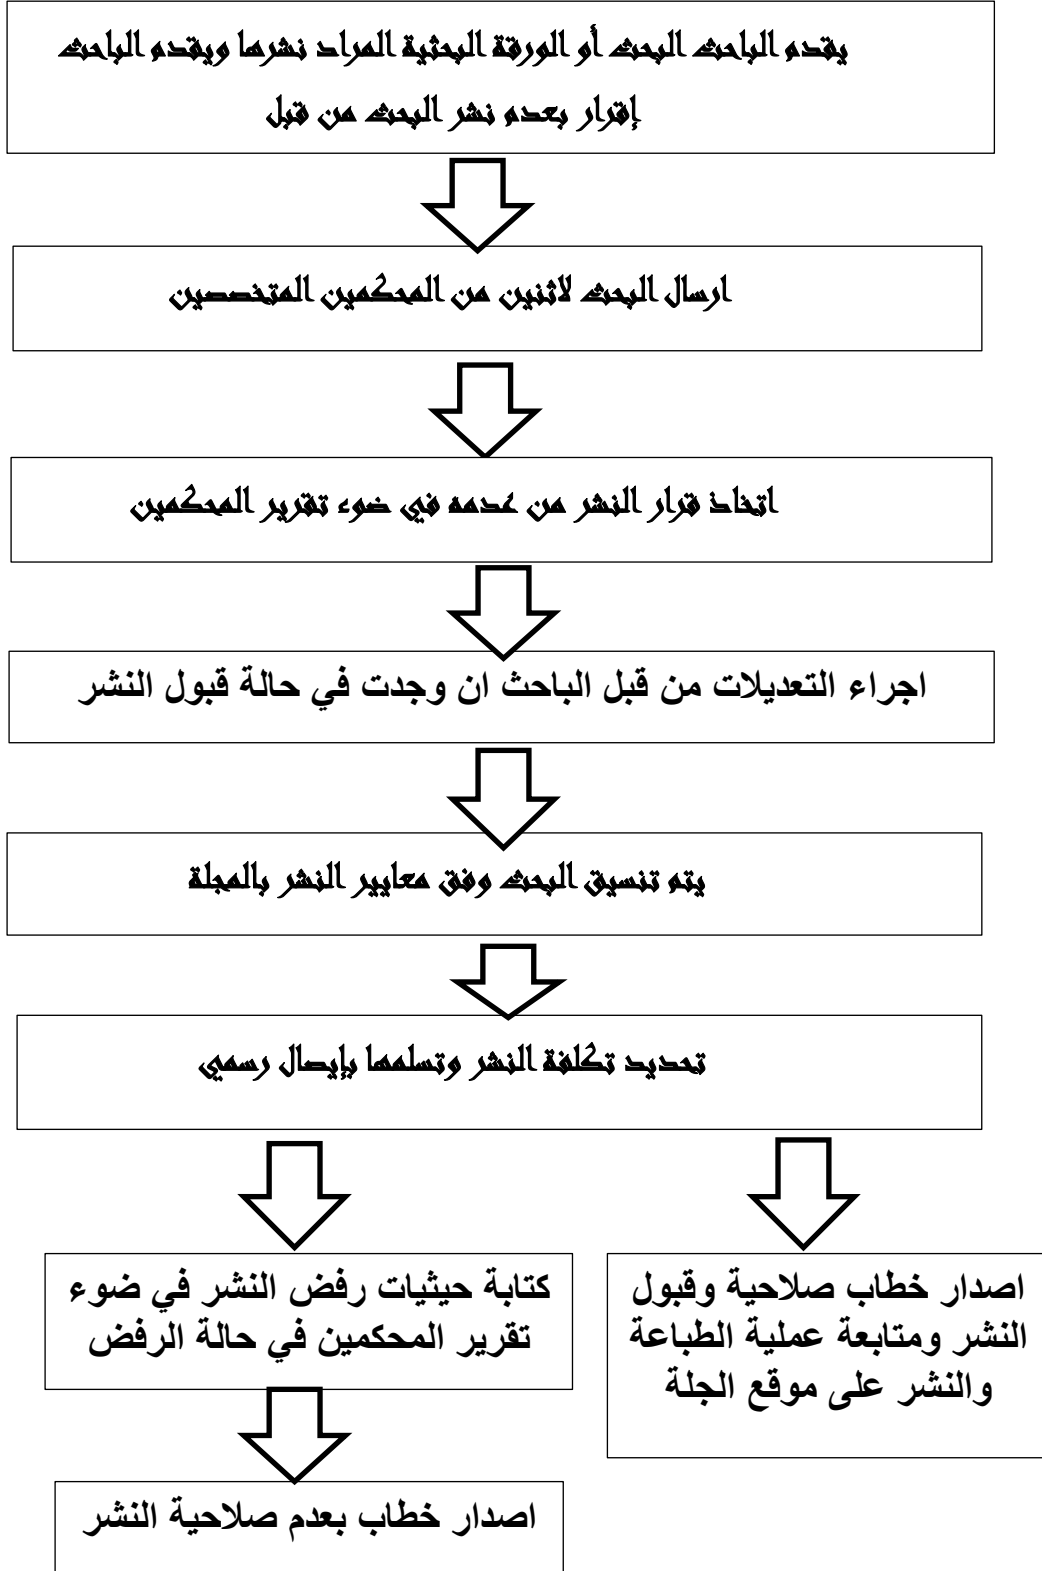 يقدم الباحث البحث أو الورقة البحثية المراد نشرها ويقدم الباحث
إقرار بعدم نشر البحث من قبل
ارسال البحث لاثنين من المحكمين المتخصصين
اتخاذ قرار النشر من عدمه في ضوء تقرير المحكمين
اجراء التعديلات من قبل الباحث ان وجدت في حالة قبول النشر
يتم تنسيق البحث وفق معايير النشر بالمجلة
تحديد تكلفة النشر وتسلمها بإيصال رسمي
اصدار خطاب صلاحية وقبول
النشر ومتابعة عملية الطباعة
والنشر على موقع الجلة
كتابة حيثيات رفض النشر في ضوء
تقرير المحكمين في حالة الرفض
اصدار خطاب بعدم صلاحية النشر